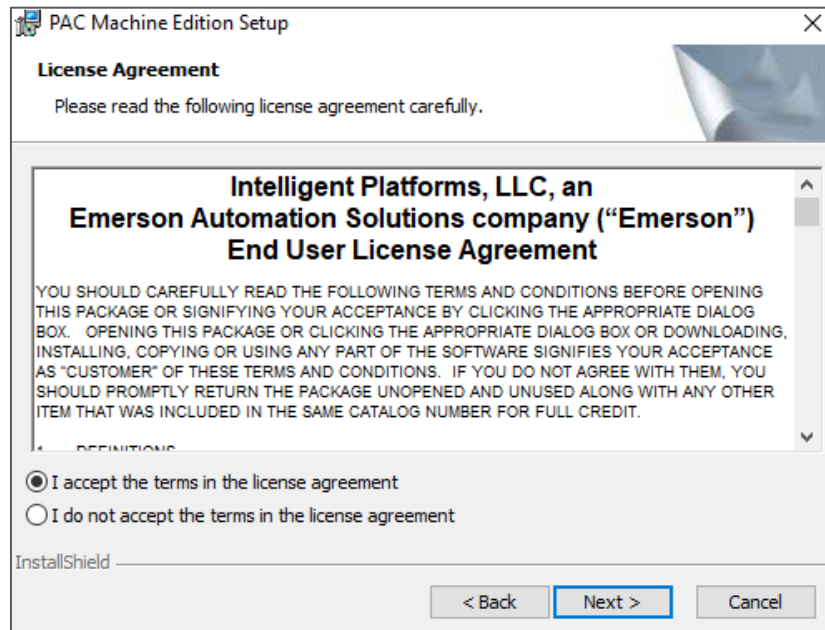 PAC Machine Edition Setup
License Agreement
Please read the following license agreement carefully.
Intelligent Platforms, LLC, an
Emerson Automation Solutions company (“Emerson”)
End User License Agreement
YOU SHOULD CAREFULLY READ THE FOLLOWING TERMS AND CONDITIONS BEFORE OPENING
THIS PACKAGE OR SIGNIFYING YOUR ACCEPTANCE BY CLICKING THE APPROPRIATE DIALOG
BOX. OPENING THIS PACKAGE OR CLICKING THE APPROPRIATE DIALOG BOX OR DOWNLOADING,
INSTALLING, COPYING OR USING ANY PART OF THE SOFTWARE SIGNIFIES YOUR ACCEPTANCE
AS “CUSTOMER” OF THESE TERMS AND CONDITIONS. IF YOU DO NOT AGREE WITH THEM, YOU
SHOULD PROMPTLY RETURN THE PACKAGE UNOPENED AND UNUSED ALONG WITH ANY OTHER
ITEM THAT WAS INCLUDED IN THE SAME CATALOG NUMBER FOR FULL CREDIT.
1. DEFINITIONS
I accept the terms in the license agreement
I do not accept the terms in the license agreement
InstallShield
< Back Next > Cancel